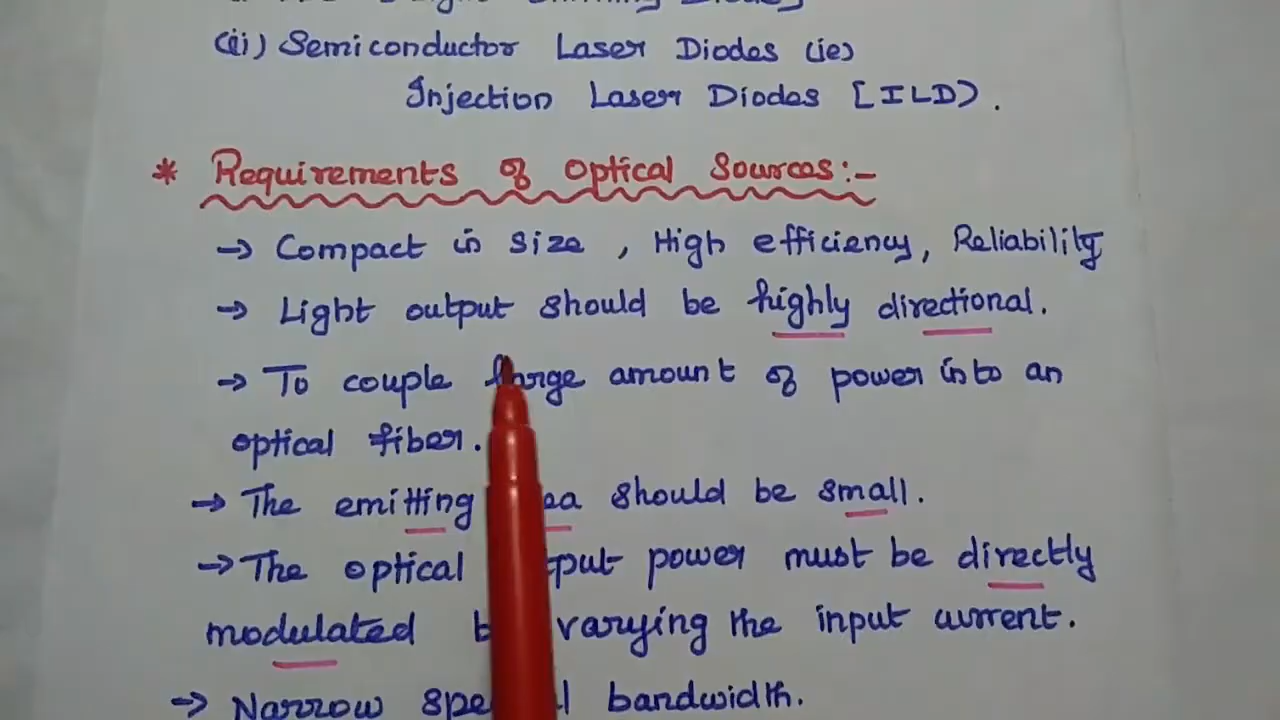 (ii) Semiconductor Laser Diodes (ie)
Injection Laser Diodes [ILD).
* Requirements of Optical Sources:-
→ Compact in size, High efficiency, Reliability
→ Light output should be highly directional.
→ To couple large amount of power into an
optical fiber.
→ The emitting should be small.
→ The optical power must be directly
modulated varying the input current.
→ Narrow bandwidth.